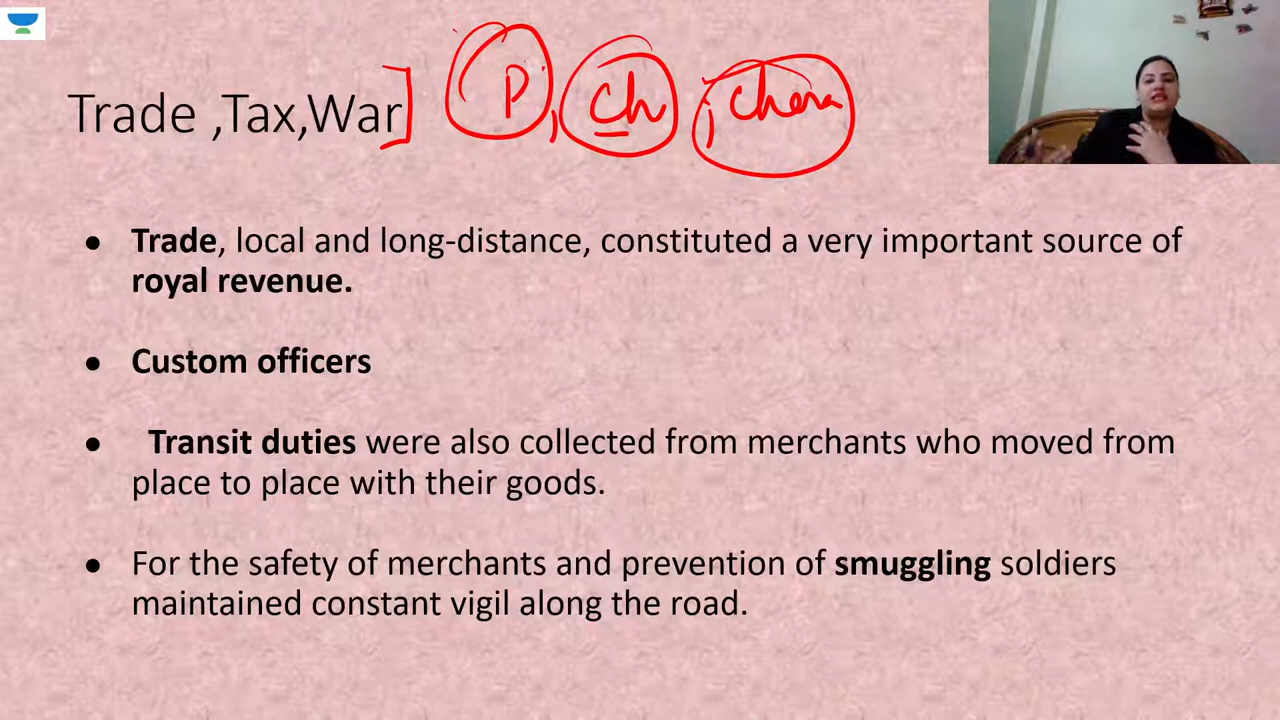 Trade ,Tax,War] P, ch, chera
• Trade, local and long-distance, constituted a very important source of
royal revenue.
• Custom officers
• Transit duties were also collected from merchants who moved from
place to place with their goods.
• For the safety of merchants and prevention of smuggling soldiers
maintained constant vigil along the road.